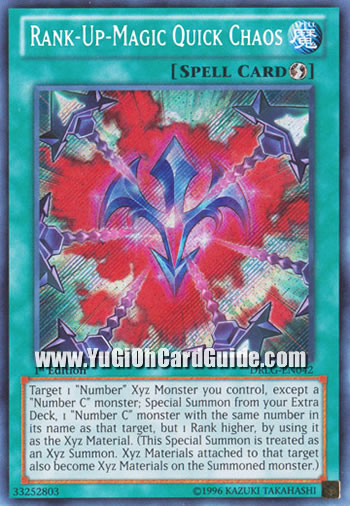 Rank-Up-Magic Quick Chaos 魔
[Spell Card]
www.YuGiOhCardGuide.com
1st Edition DRLG-EN042
Target 1 "Number" Xyz Monster you control, except a
"Number C" monster; Special Summon from your Extra
Deck, 1 "Number C" monster with the same number in
its name as that target, but 1 Rank higher, by using it
as the Xyz Material. (This Special Summon is treated as
an Xyz Summon. Xyz Materials attached to that target
also become Xyz Materials on the Summoned monster.)
33252803 ©1996 KAZUKI TAKAHASHI